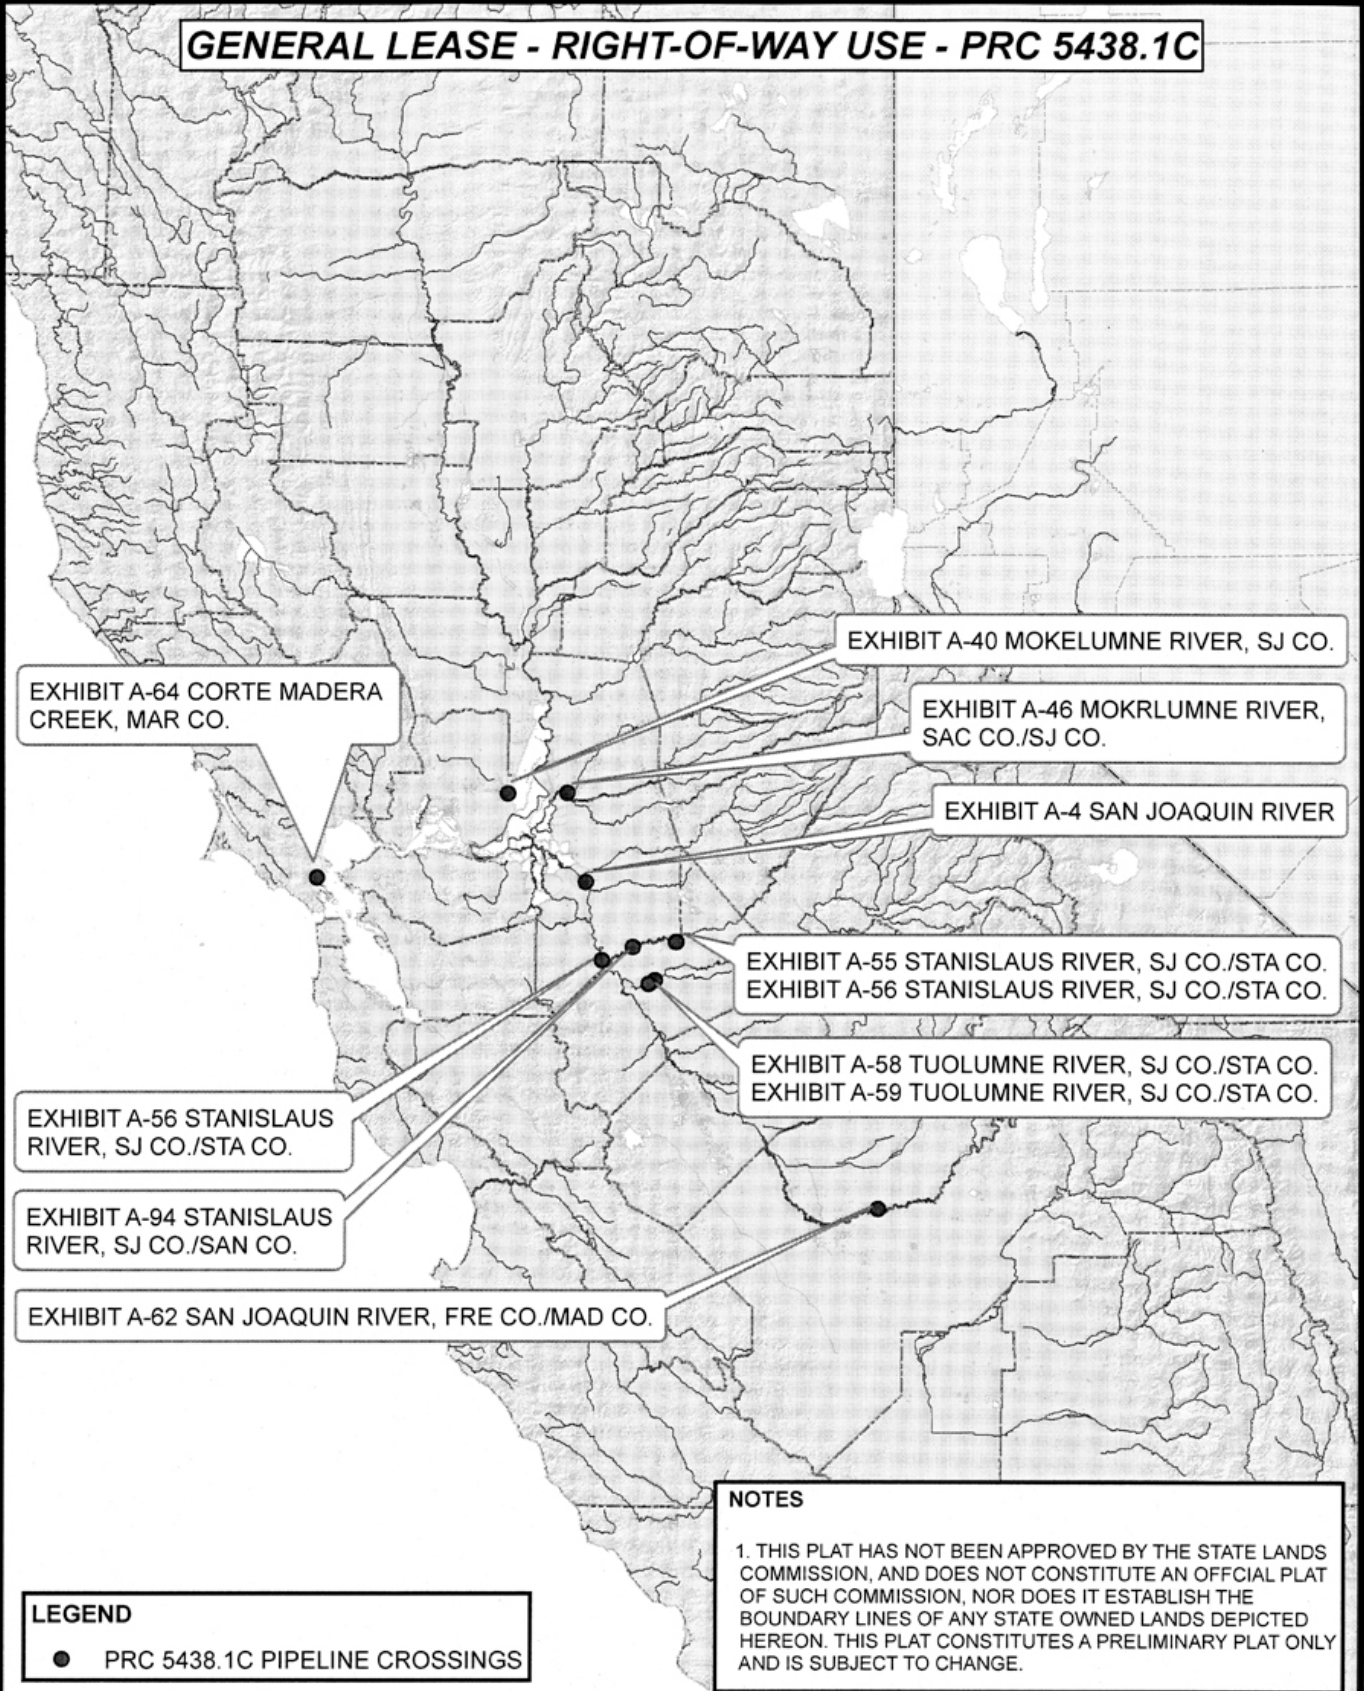 GENERAL LEASE - RIGHT-OF-WAY USE - PRC 5438.1C
EXHIBIT A-40 MOKELUMNE RIVER, SJ CO.
EXHIBIT A-64 CORTE MADERA
CREEK, MAR CO.
EXHIBIT A-46 MOKRLUMNE RIVER,
SAC CO./SJ CO.
EXHIBIT A-4 SAN JOAQUIN RIVER
EXHIBIT A-55 STANISLAUS RIVER, SJ CO./STA CO.
EXHIBIT A-56 STANISLAUS RIVER, SJ CO./STA CO.
EXHIBIT A-58 TUOLUMNE RIVER, SJ CO./STA CO.
EXHIBIT A-59 TUOLUMNE RIVER, SJ CO./STA CO.
EXHIBIT A-56 STANISLAUS
RIVER, SJ CO./STA CO.
EXHIBIT A-94 STANISLAUS
RIVER, SJ CO./SAN CO.
EXHIBIT A-62 SAN JOAQUIN RIVER, FRE CO./MAD CO.
NOTES
1. THIS PLAT HAS NOT BEEN APPROVED BY THE STATE LANDS
COMMISSION, AND DOES NOT CONSTITUTE AN OFFCIAL PLAT
OF SUCH COMMISSION, NOR DOES IT ESTABLISH THE
BOUNDARY LINES OF ANY STATE OWNED LANDS DEPICTED
HEREON. THIS PLAT CONSTITUTES A PRELIMINARY PLAT ONLY
AND IS SUBJECT TO CHANGE.
LEGEND
PRC 5438.1C PIPELINE CROSSINGS